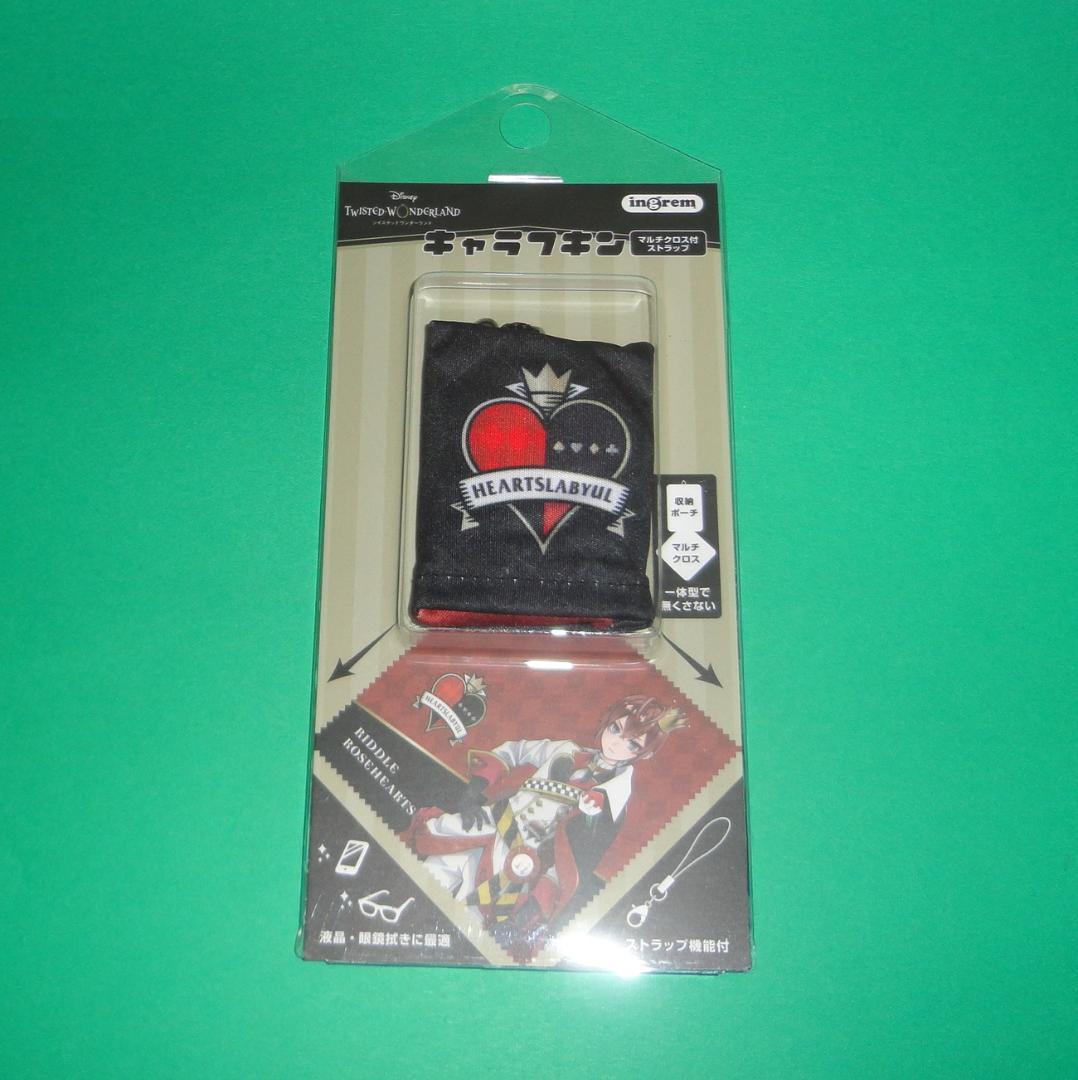 Disney
TWISTED-WONDERLAND
ツイステッドワンダーランド
ingrem
キャラフキン
マルチクロス付
ストラップ
HEARTSLABYUL
収納
ポーチ
マルチ
クロス
一体型で
無くさない
HEARTSLABYUL
RIDDLE
ROSEHEARTS
液晶・眼鏡拭きに最適
ストラップ機能付